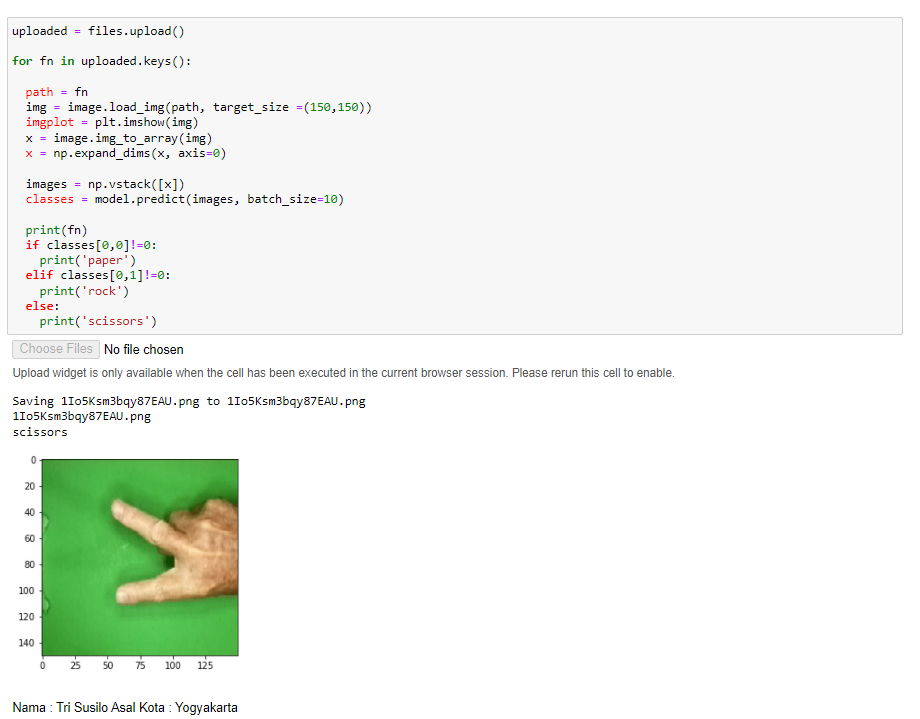 uploaded = files.upload()
for fn in uploaded.keys():
path = fn
img = image.load_img(path, target_size =(150,150))
imgplot = plt.imshow(img)
x = image.img_to_array(img)
x = np.expand_dims(x, axis=0)
images = np.vstack([x])
classes = model.predict(images, batch_size=10)
print(fn)
if classes[0,0]!=0:
print('paper')
elif classes[0,1]!=0:
print('rock')
else:
print('scissors')
Choose Files No file chosen
Upload widget is only available when the cell has been executed in the current browser session. Please rerun this cell to enable.
Saving 1Io5Ksm3bqy87EAU.png to 1Io5Ksm3bqy87EAU.png
1Io5Ksm3bqy87EAU.png
scissors
0
20
40
60
80
100
120
140
0 25 50 75 100 125
Nama : Tri Susilo Asal Kota : Yogyakarta